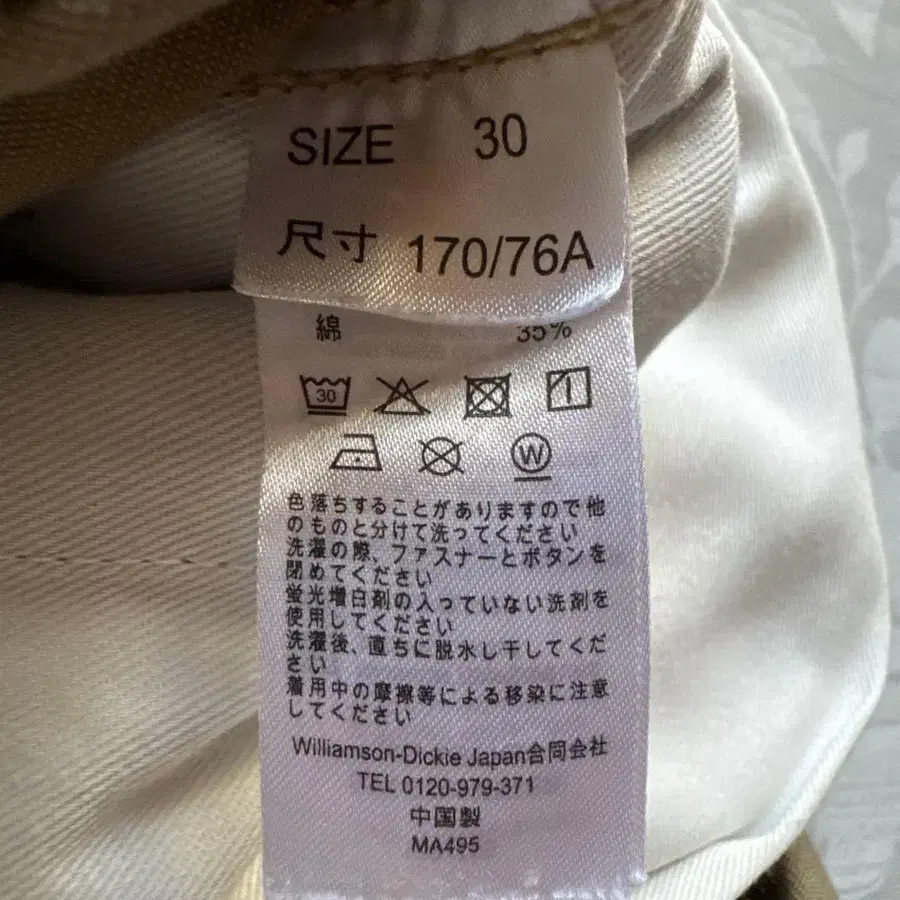 SIZE 30
尺寸 170/76A
綿 35%
30
W
色落ちすることがありますので他
のものと分けて洗ってください
洗濯の際、ファスナーとボタンを
閉めてください
蛍光増白剤の入っていない洗剤を
使用してください
洗濯後、直ちに脱水し干してくだ
さい
着用中の摩擦等による移染に注意
してください
Williamson-Dickie Japan合同会社
TEL 0120-979-371
中国製
MA495